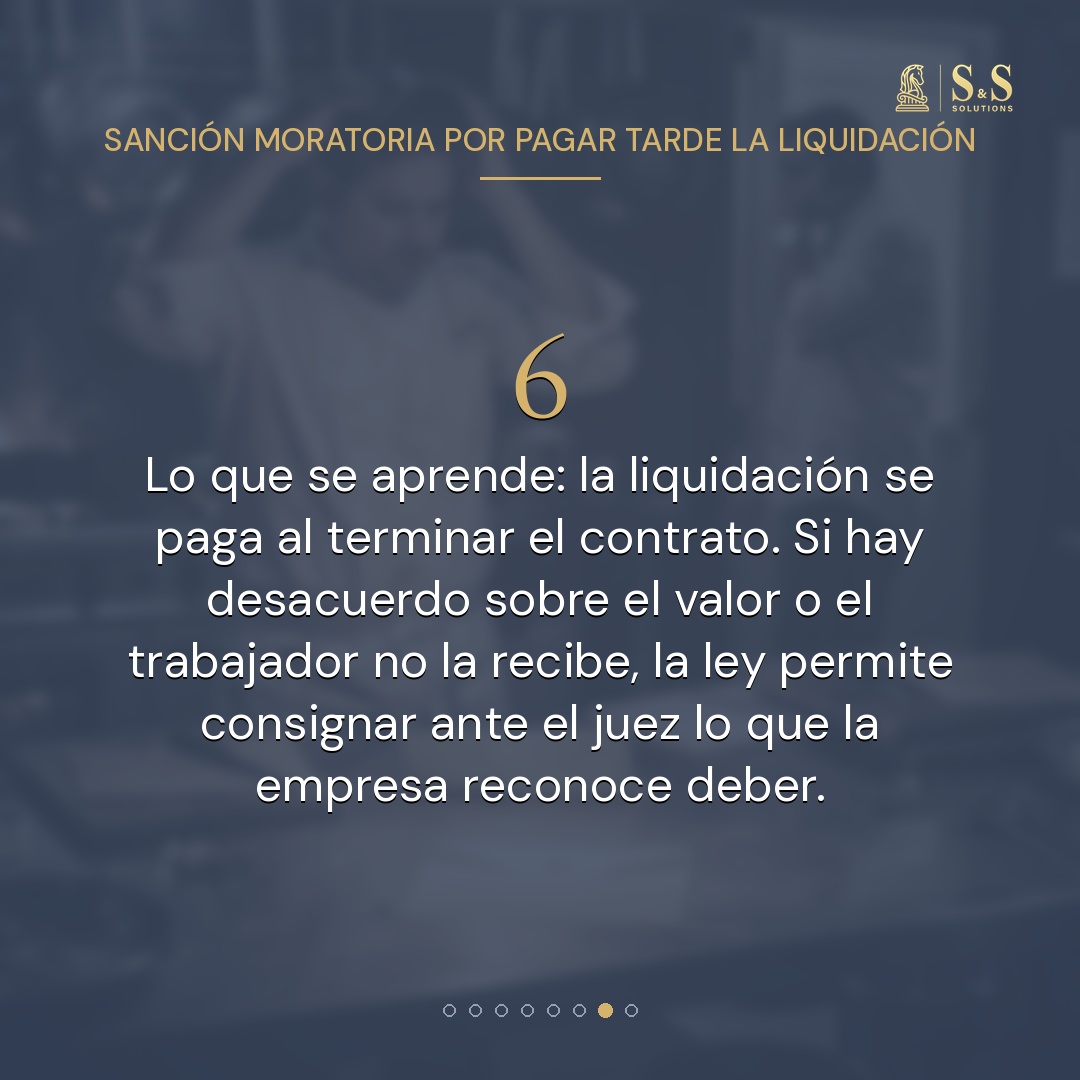 S&S
SOLUTIONS
SANCIÓN MORATORIA POR PAGAR TARDE LA LIQUIDACIÓN
6
Lo que se aprende: la liquidación se
paga al terminar el contrato. Si hay
desacuerdo sobre el valor o el
trabajador no la recibe, la ley permite
consignar ante el juez lo que la
empresa reconoce deber.